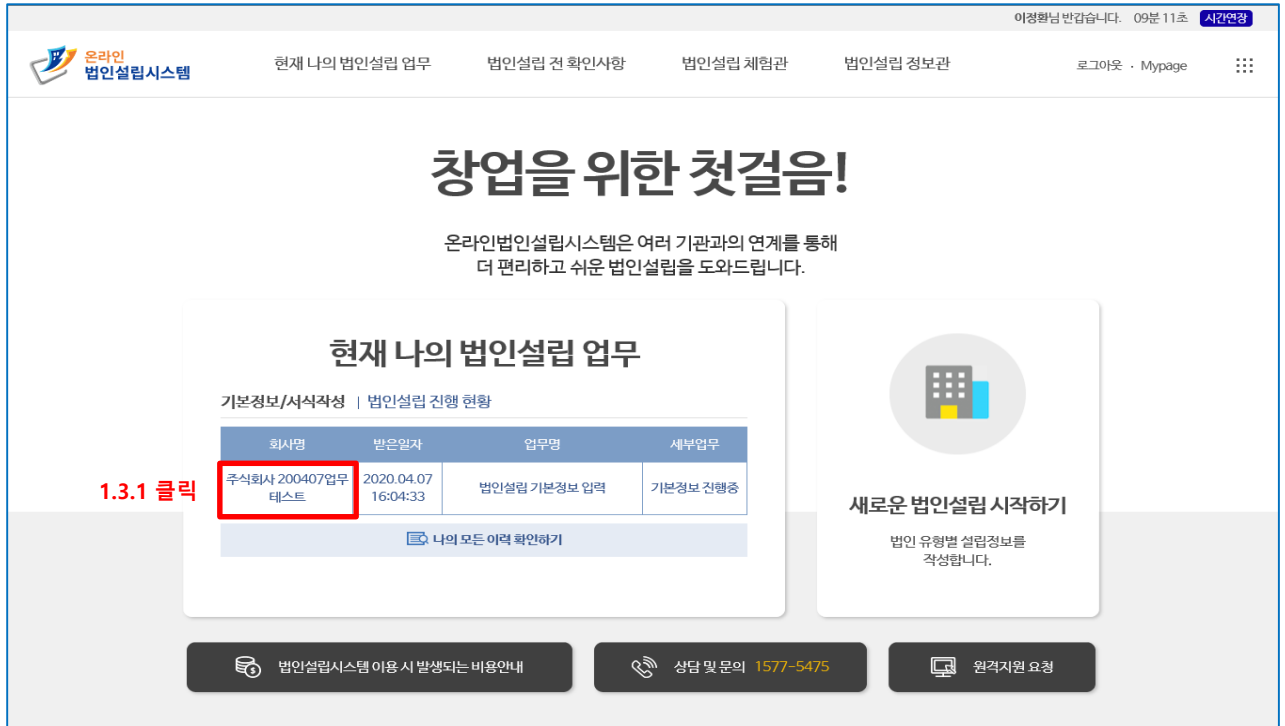 이정환님 반갑습니다. 09분 11초 시간연장
온라인
법인설립시스템
현재 나의 법인설립 업무 법인설립 전 확인사항 법인설립 체험관 법인설립 정보관 로그아웃 · Mypage
창업을 위한 첫걸음!
온라인법인설립시스템은 여러 기관과의 연계를 통해
더 편리하고 쉬운 법인설립을 도와드립니다.
현재 나의 법인설립 업무
기본정보/서식작성 | 법인설립 진행 현황
회사명 받은일자 업무명 세부업무
주식회사 200407업무
테스트
2020.04.07
16:04:33
법인설립 기본정보 입력
기본정보 진행중
1.3.1 클릭
나의 모든 이력 확인하기
새로운 법인설립 시작하기
법인 유형별 설립정보를
작성합니다.
법인설립시스템 이용 시 발생되는 비용안내
상담 및 문의 1577-5475
원격지원 요청